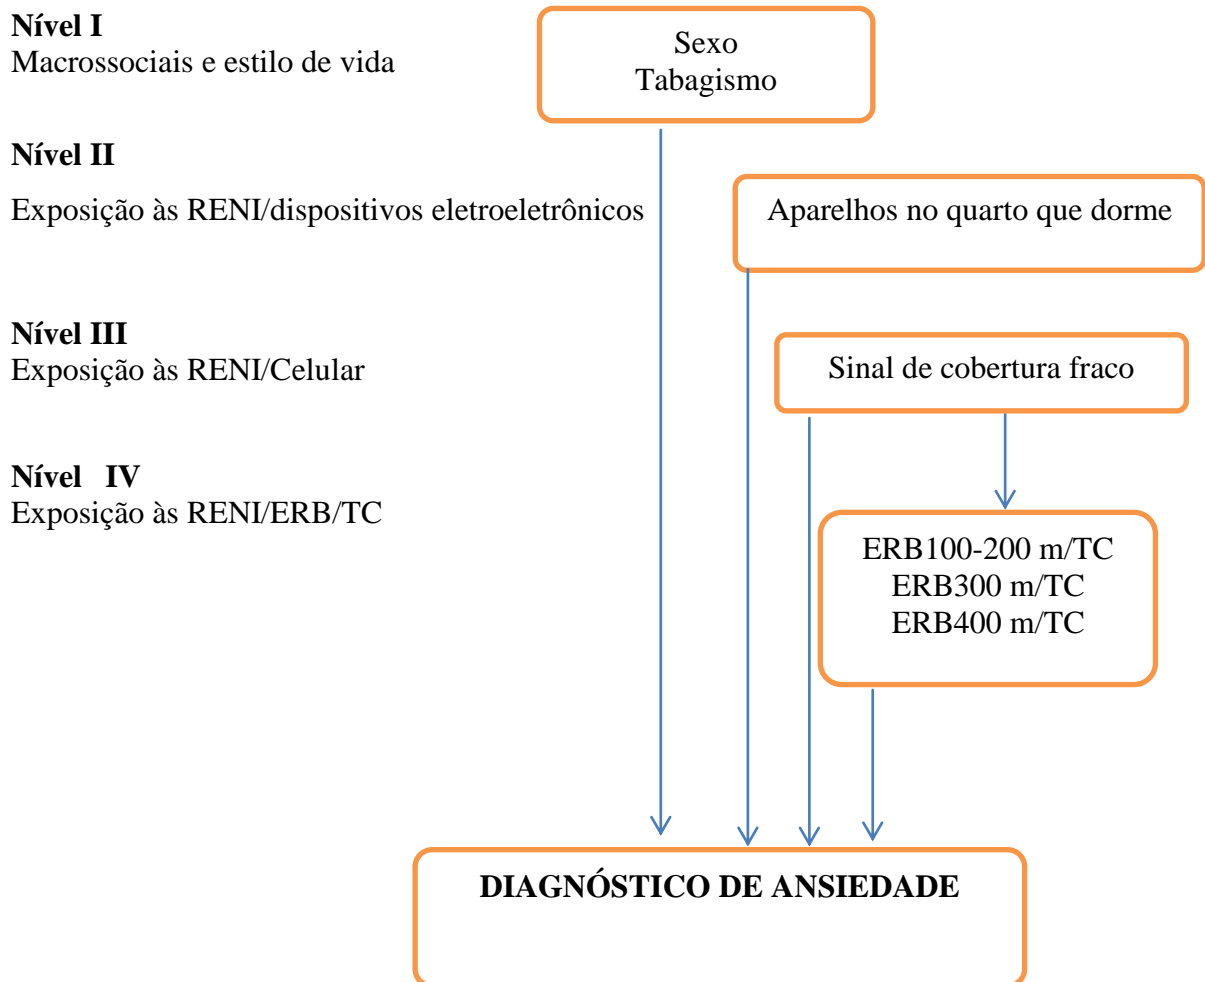 Nível I
Macrossociais e estilo de vida
Sexo
Tabagismo
Nível II
Exposição às RENI/dispositivos eletroeletrônicos
Aparelhos no quarto que dorme
Nível III
Exposição às RENI/Celular
Sinal de cobertura fraco
Nível IV
Exposição às RENI/ERB/TC
ERB100-200 m/TC
ERB300 m/TC
ERB400 m/TC
DIAGNÓSTICO DE ANSIEDADE